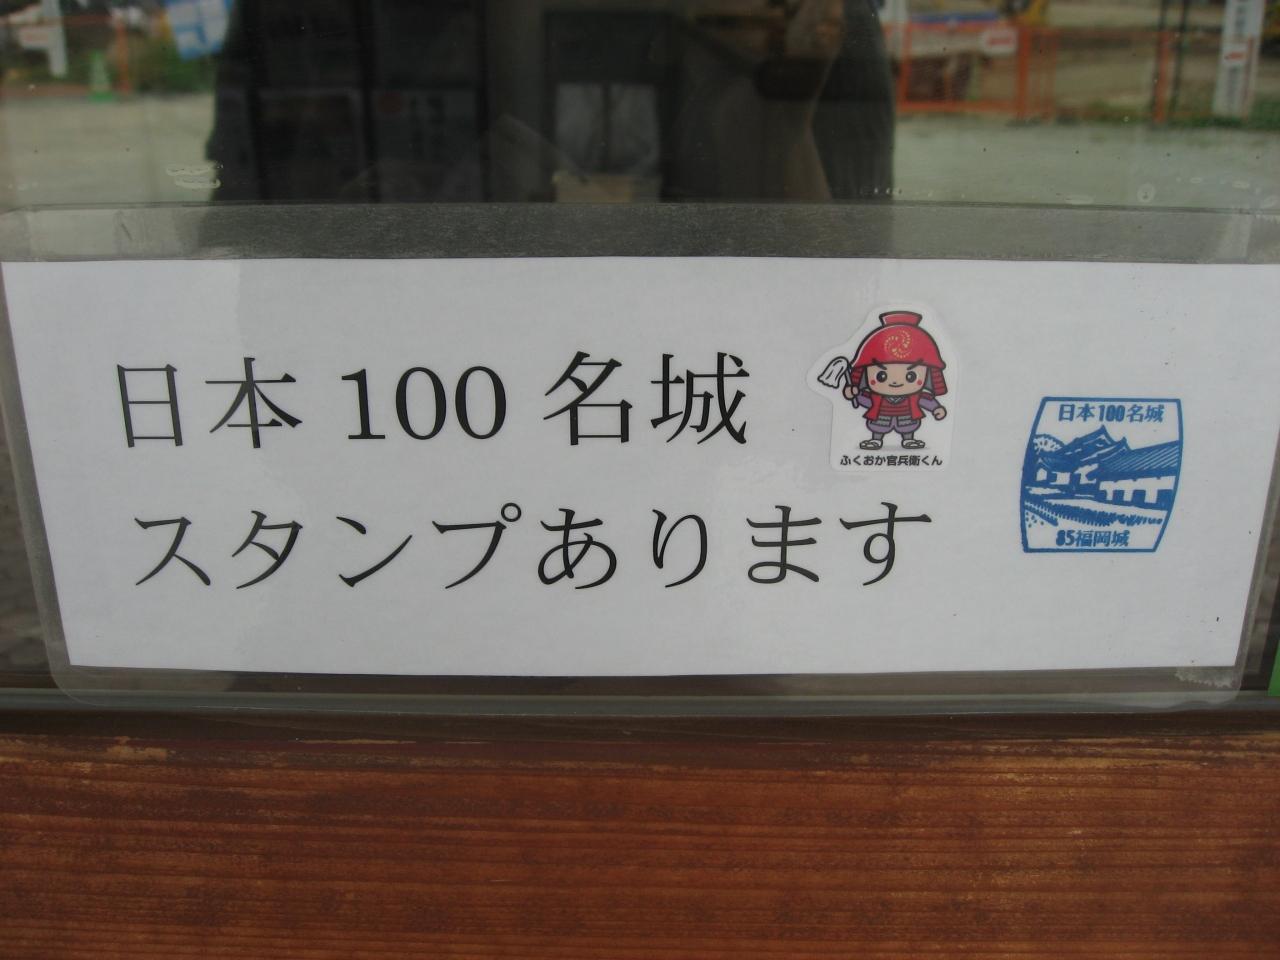 日本 100 名城
スタンプあります
ふくおか官兵衛くん
日本100名城
85福岡城